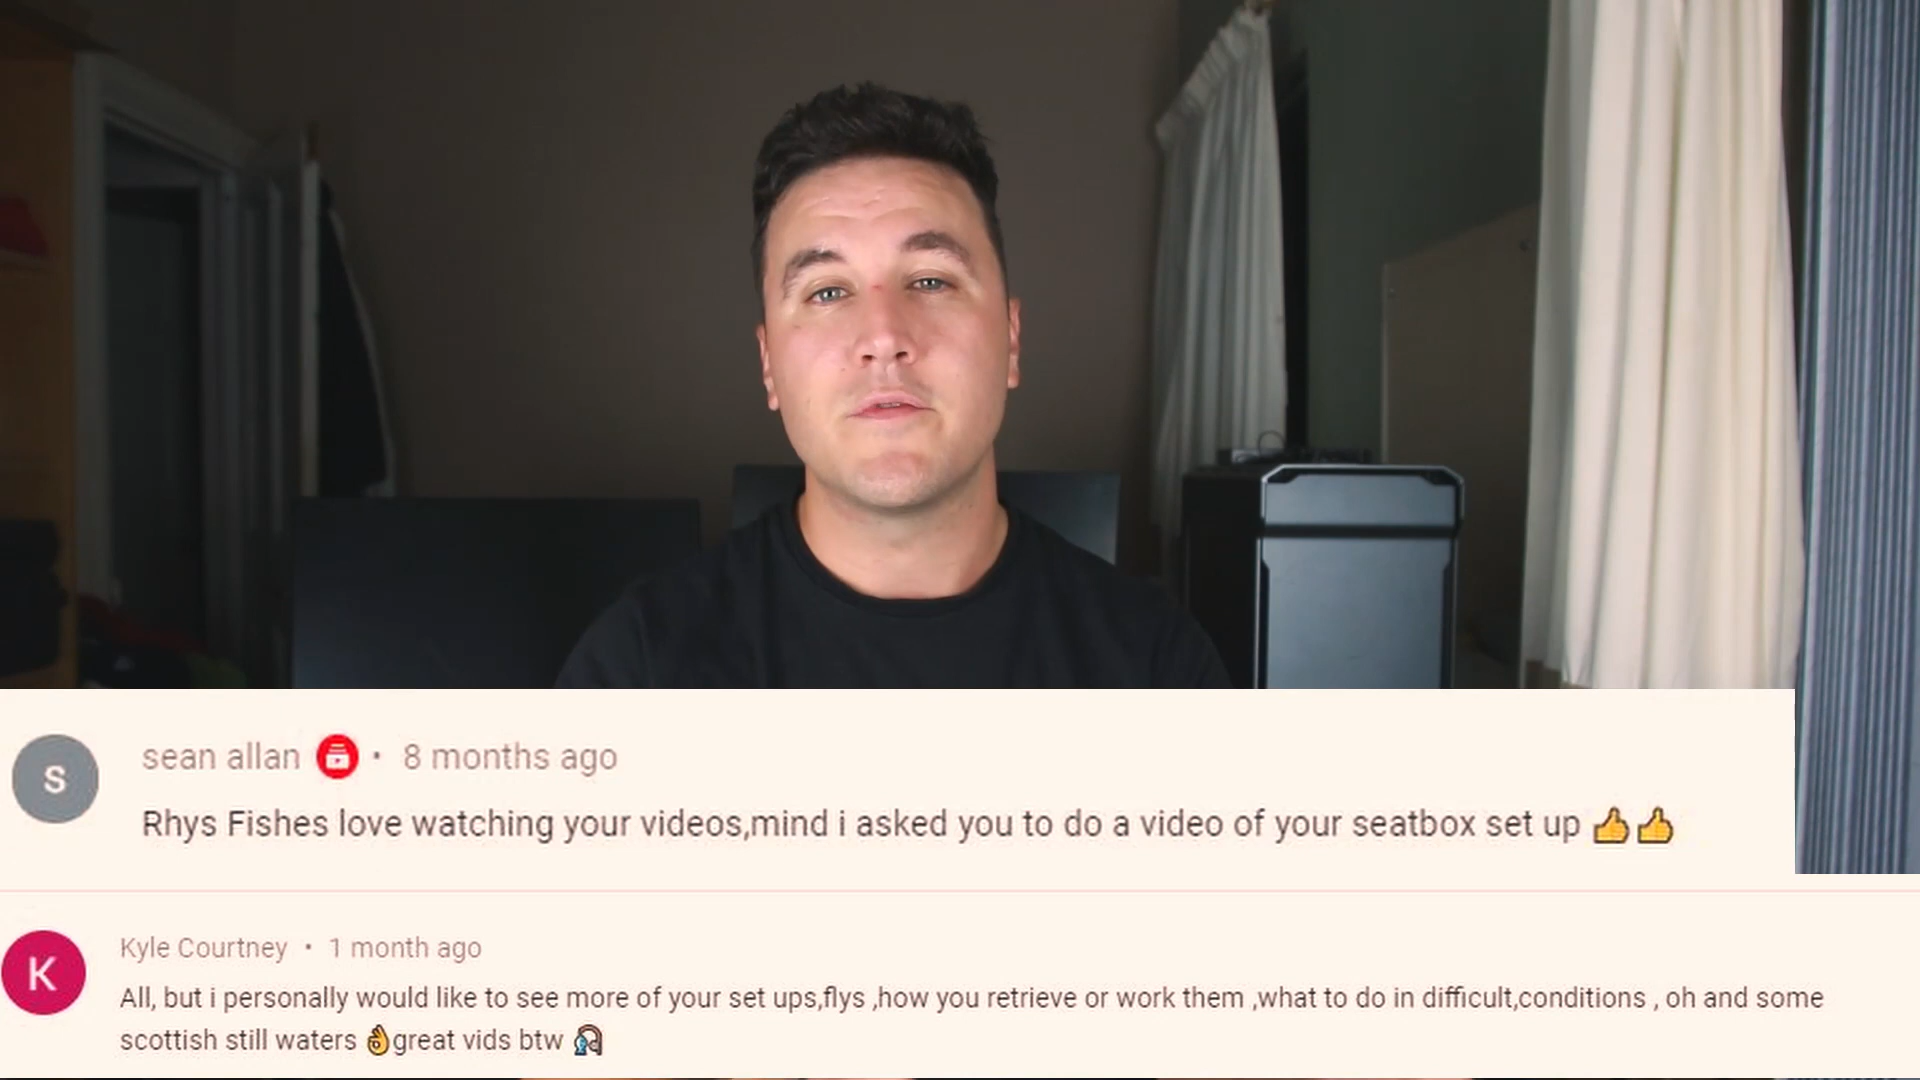 S
sean allan • 8 months ago
Rhys Fishes love watching your videos,mind i asked you to do a video of your seatbox set up 👍👍
K
Kyle Courtney • 1 month ago
All, but i personally would like to see more of your set ups,flys ,how you retrieve or work them ,what to do in difficult,conditions , oh and some
scottish still waters 👌great vids btw 🎣